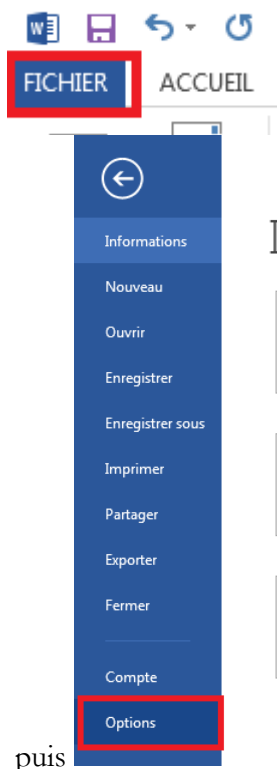 FICHIER ACCUEIL
Informations
Nouveau
Ouvrir
Enregistrer
Enregistrer sous
Imprimer
Partager
Exporter
Fermer
Compte
Options
puis